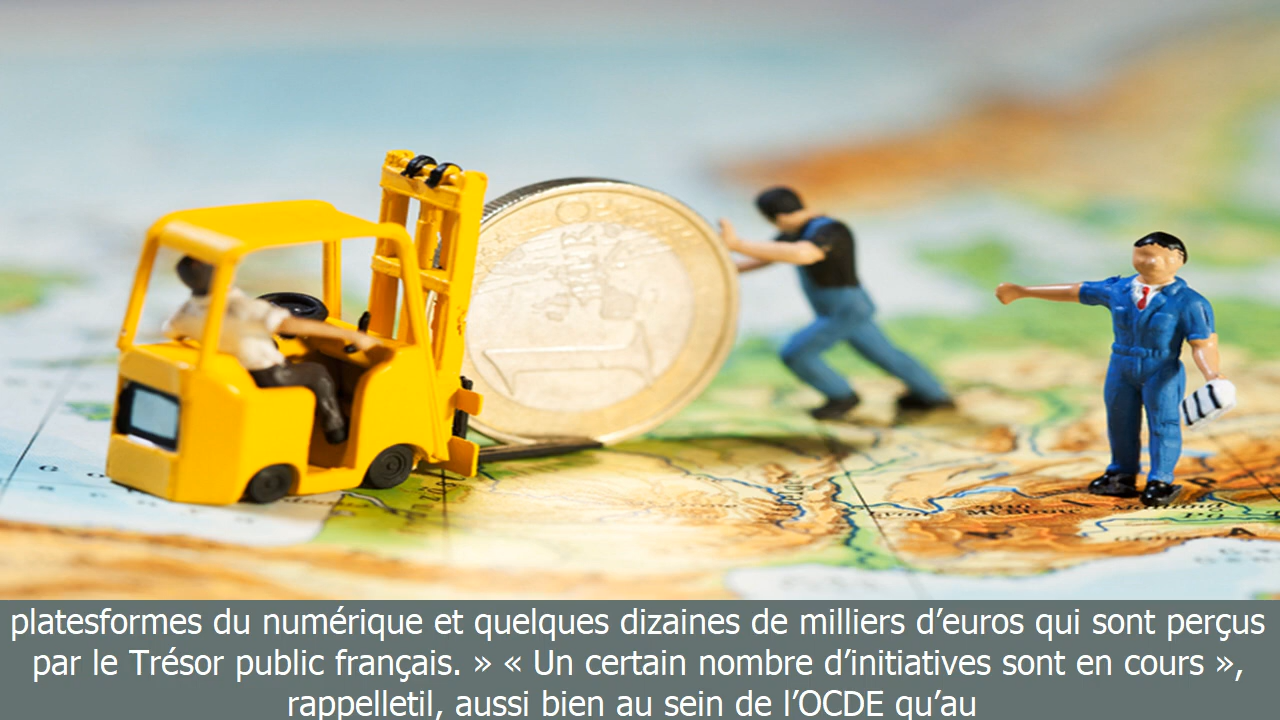 platesformes du numérique et quelques dizaines de milliers d’euros qui sont perçus
par le Trésor public français. » « Un certain nombre d’initiatives sont en cours »,
rappelletil, aussi bien au sein de l’OCDE qu’au